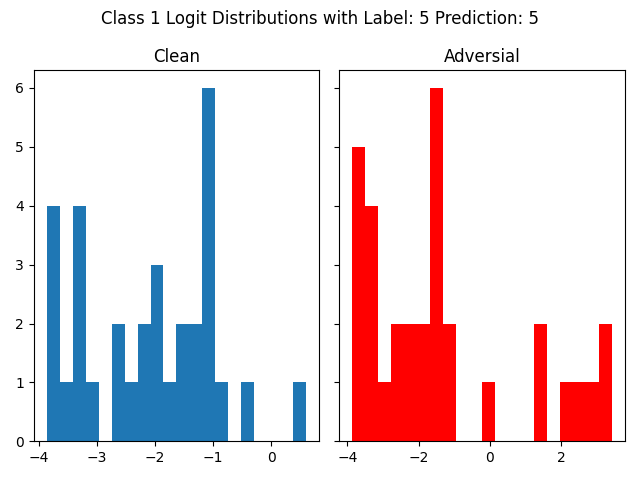 Class 1 Logit Distributions with Label: 5 Prediction: 5
Clean
Adversial
6
5
4
3
2
1
0
−4 −3 −2 −1 0
−4 −2 0 2